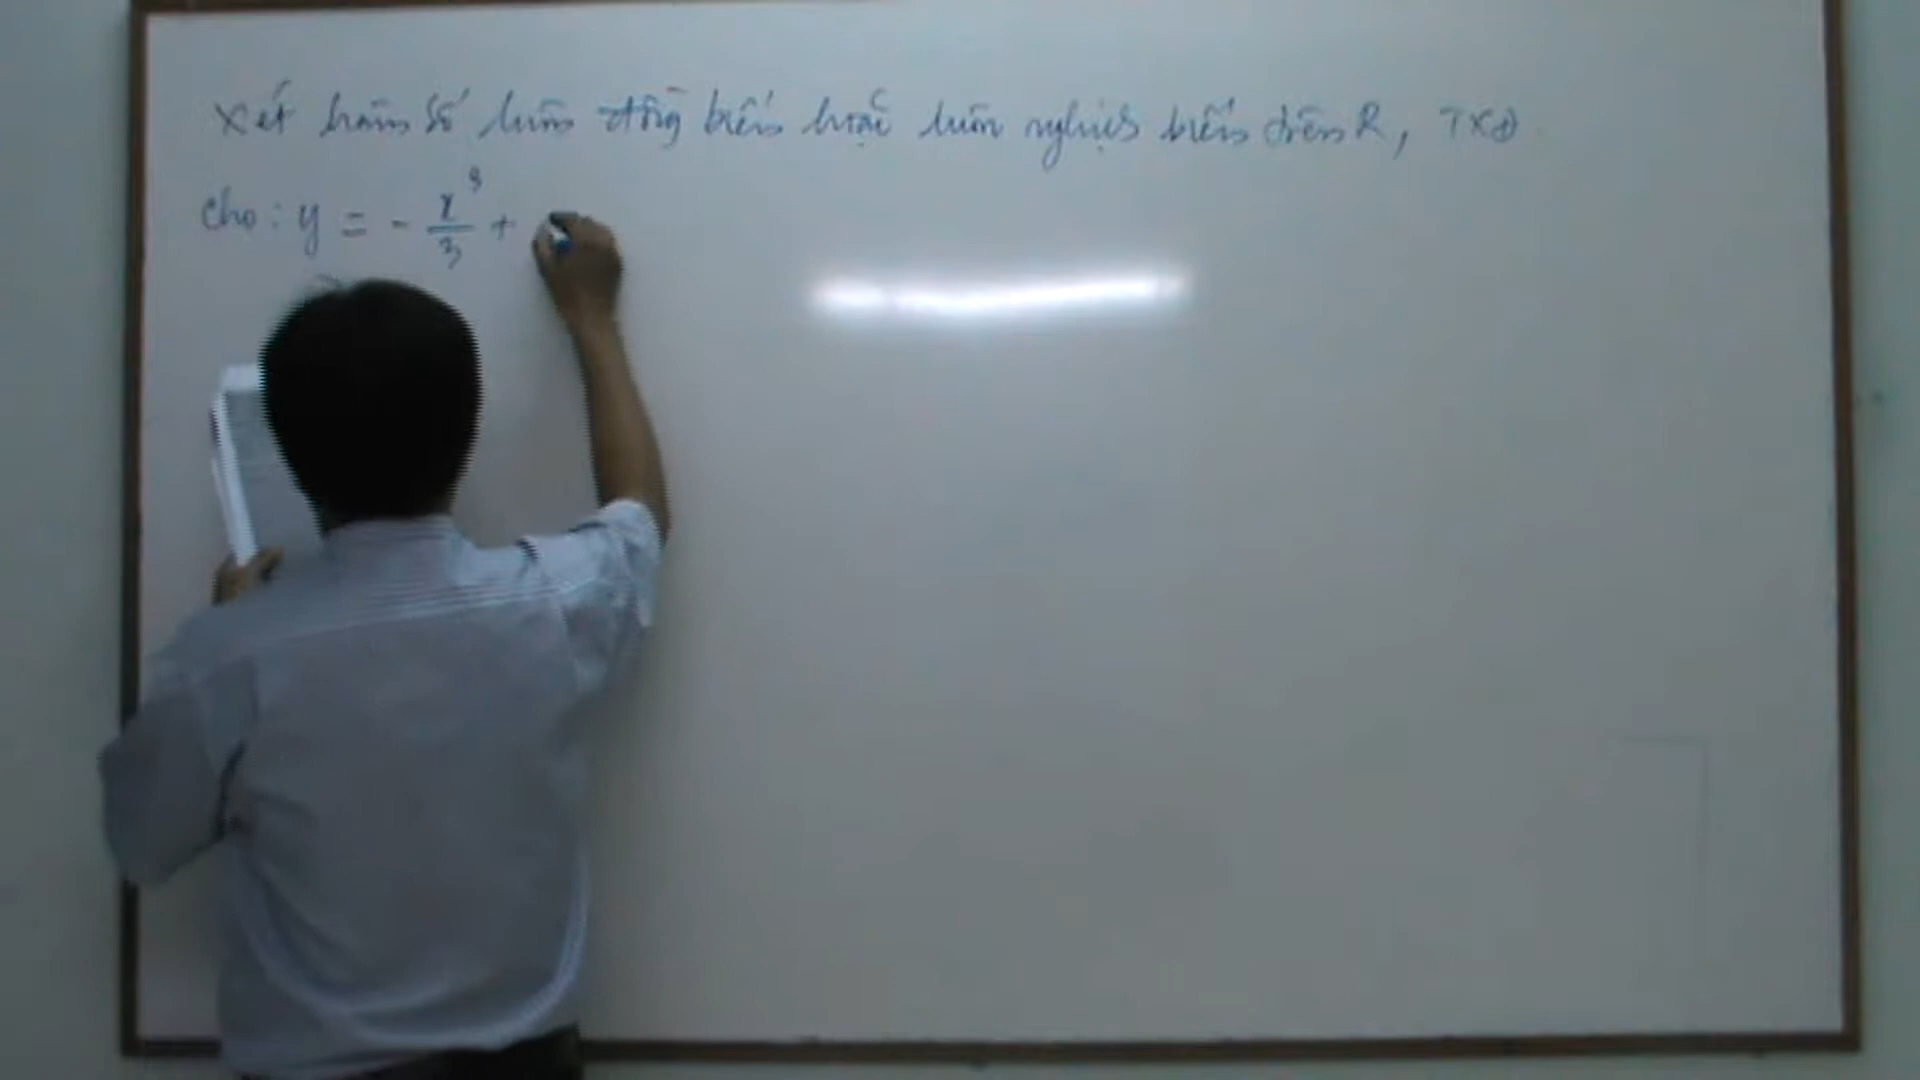 Xét hàm số luôn đồng biến hoặc luôn nghịch biến trên R, TXĐ
Cho: y = - x³/3 +